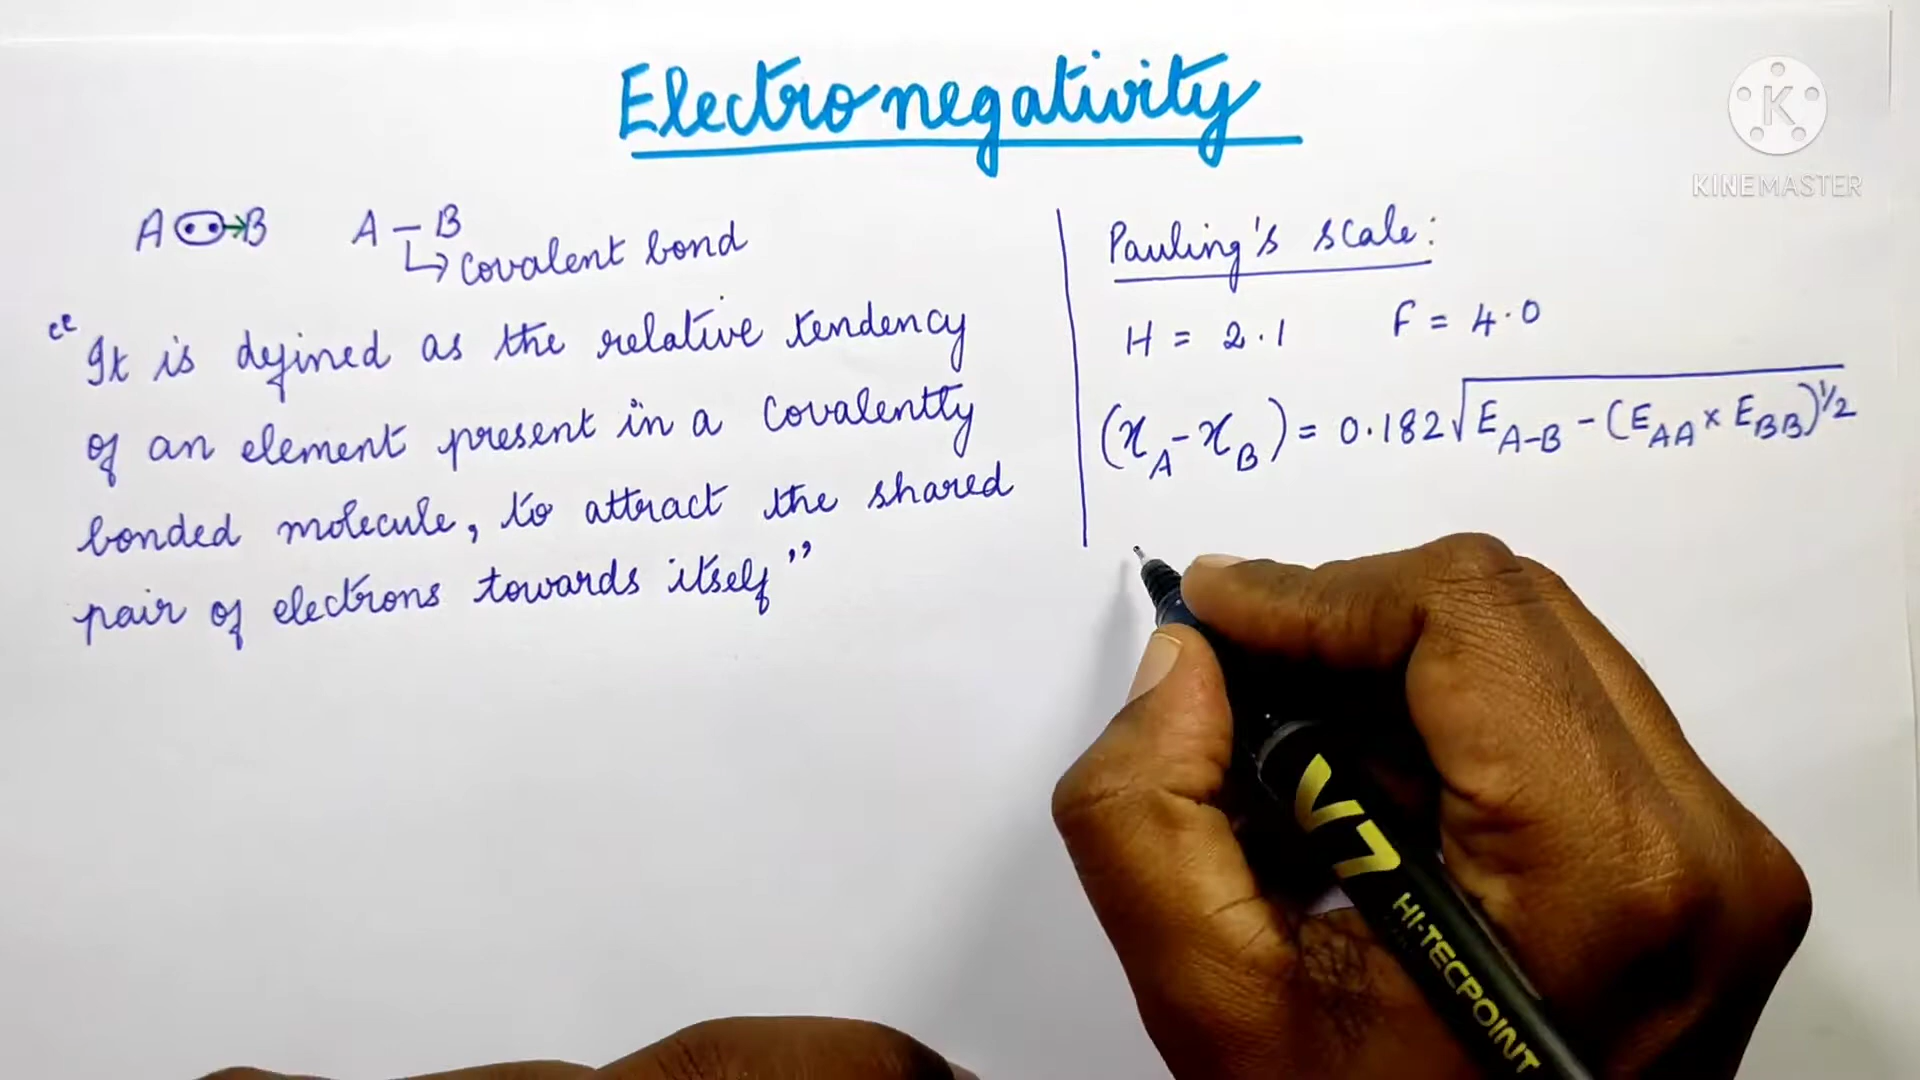 Electronegativity
K
KINEMASTER
A :→B A – B
↳ Covalent bond
“It is defined as the relative tendency
of an element present in a covalently
bonded molecule, to attract the shared
pair of electrons towards itself”
Pauling's scale:
H = 2.1 F = 4.0
(x_A - x_B) = 0.182√E_A-B - (E_AA × E_BB)^1/2
V7
HI-TECPOINT